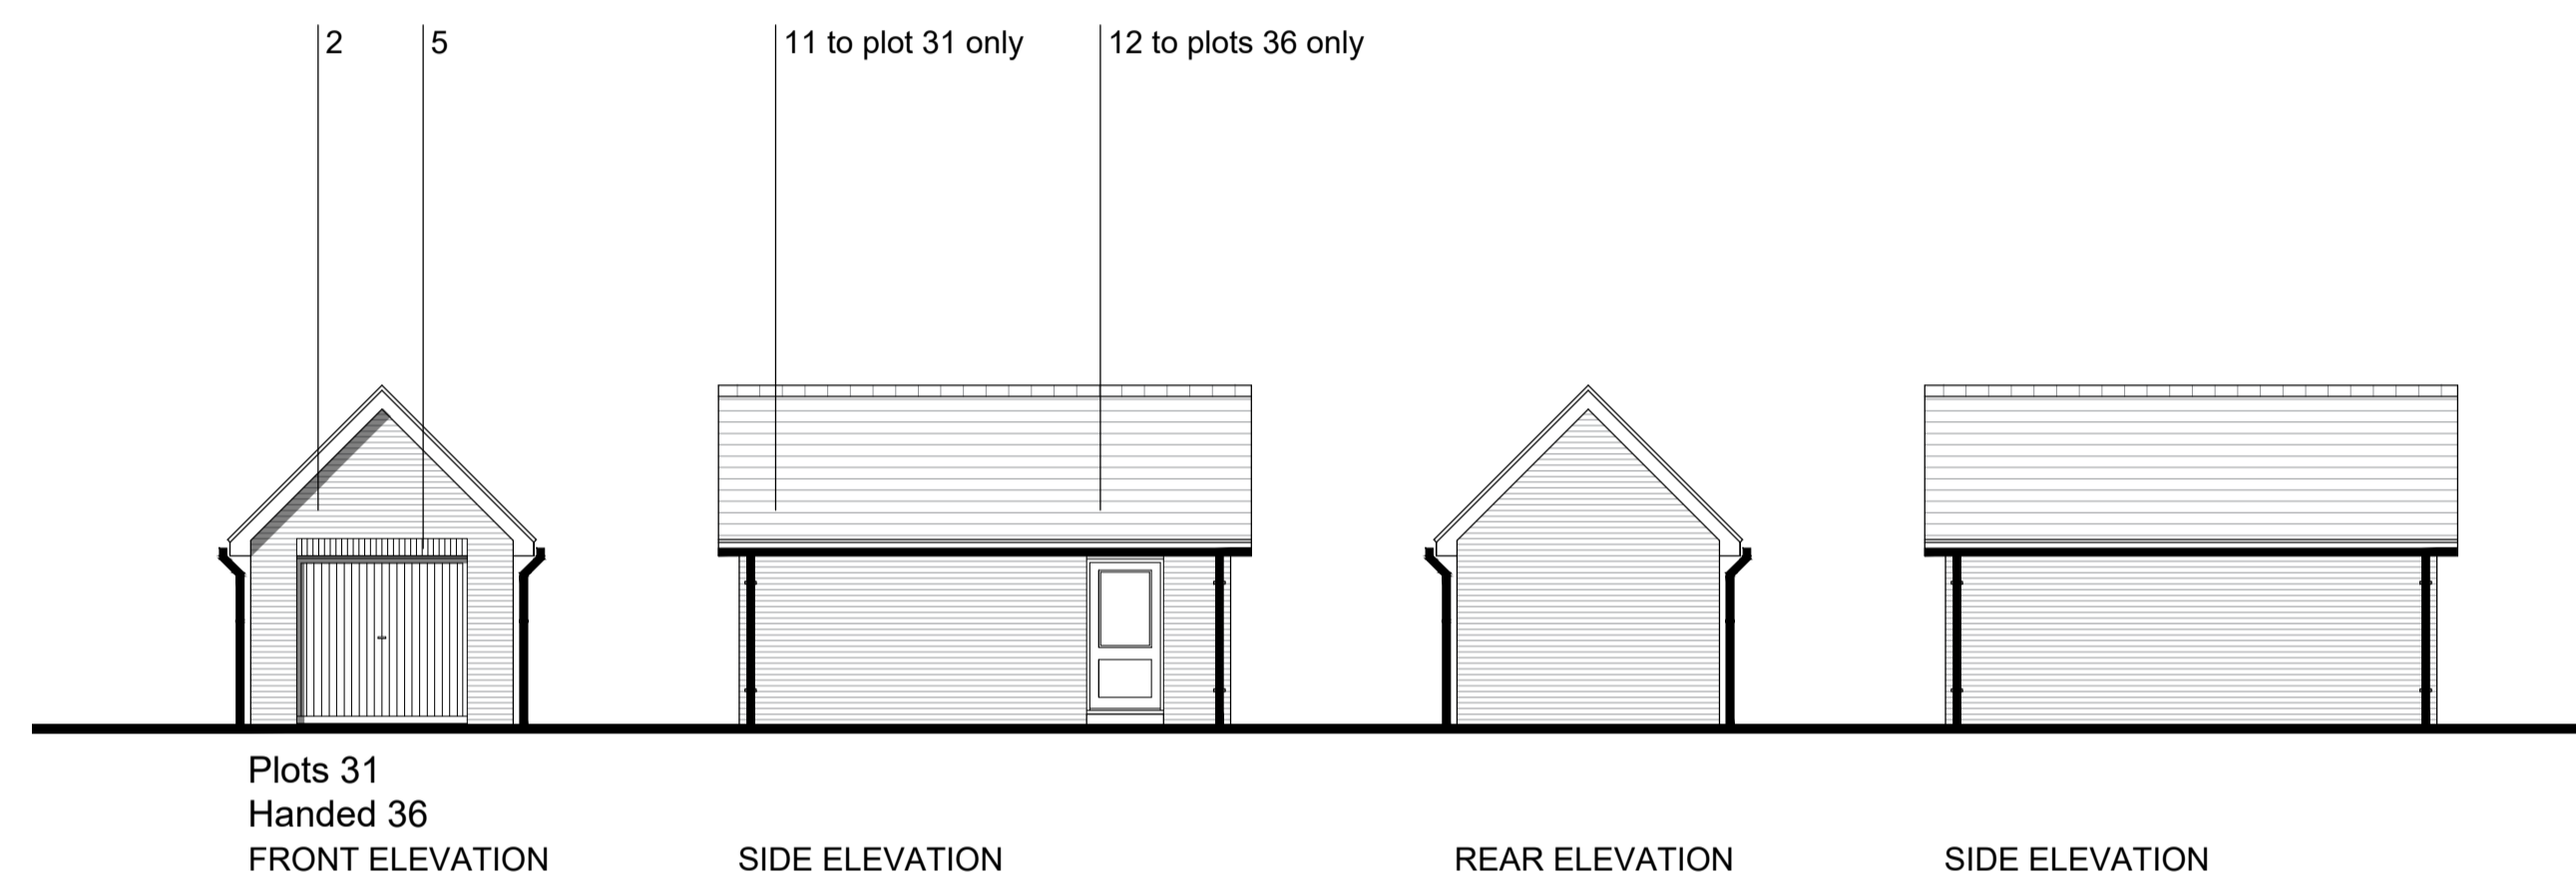 2
5
11 to plot 31 only
12 to plots 36 only
Plots 31
Handed 36
FRONT ELEVATION
SIDE ELEVATION
REAR ELEVATION
SIDE ELEVATION